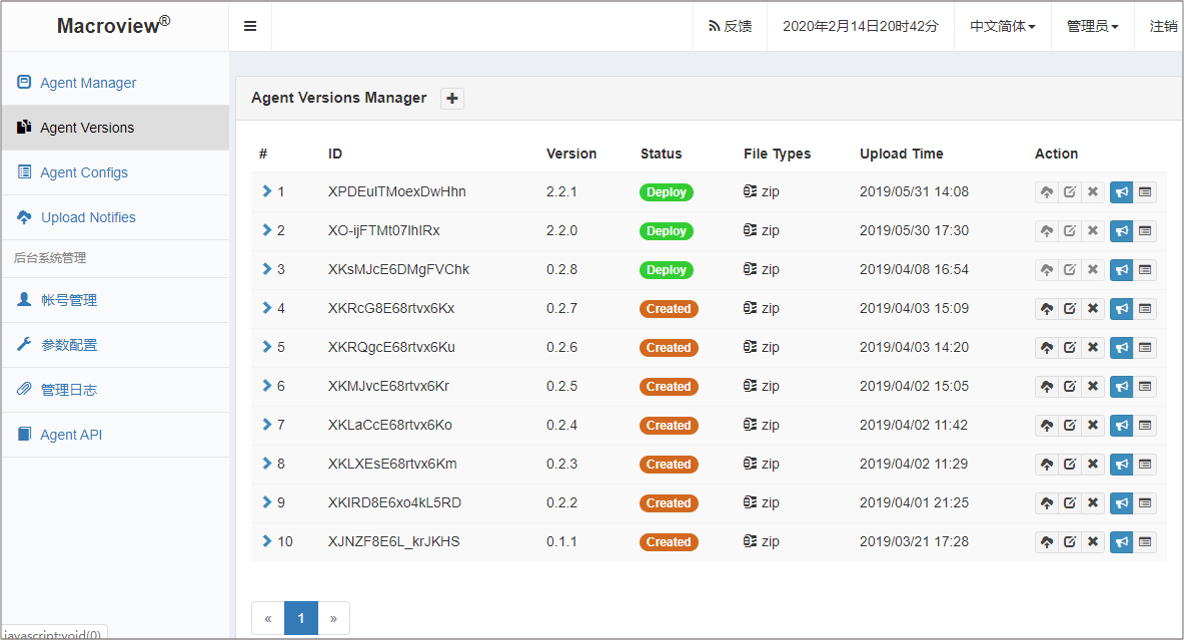 Macroview®
反馈
2020年2月14日20时42分
中文简体
管理员
注销
Agent Manager
Agent Versions
Agent Configs
Upload Notifies
后台系统管理
帐号管理
参数配置
管理日志
Agent API
Agent Versions Manager
# ID Version Status File Types Upload Time Action
1 XPDEuITMoexDwHhn 2.2.1 Deploy zip 2019/05/31 14:08
2 XO-ijFTMt07IhIRx 2.2.0 Deploy zip 2019/05/30 17:30
3 XKsMJcE6DMgFVChk 0.2.8 Deploy zip 2019/04/08 16:54
4 XKRcG8E68rtvx6Kx 0.2.7 Created zip 2019/04/03 15:09
5 XKRQgcE68rtvx6Ku 0.2.6 Created zip 2019/04/03 14:20
6 XKMJvcE68rtvx6Kr 0.2.5 Created zip 2019/04/02 15:05
7 XKLaCcE68rtvx6Ko 0.2.4 Created zip 2019/04/02 11:42
8 XKLXEsE68rtvx6Km 0.2.3 Created zip 2019/04/02 11:29
9 XKIRD8E6xo4kL5RD 0.2.2 Created zip 2019/04/01 21:25
10 XJNZF8E6L_krJKHS 0.1.1 Created zip 2019/03/21 17:28
« 1 »
javascript:void(0)